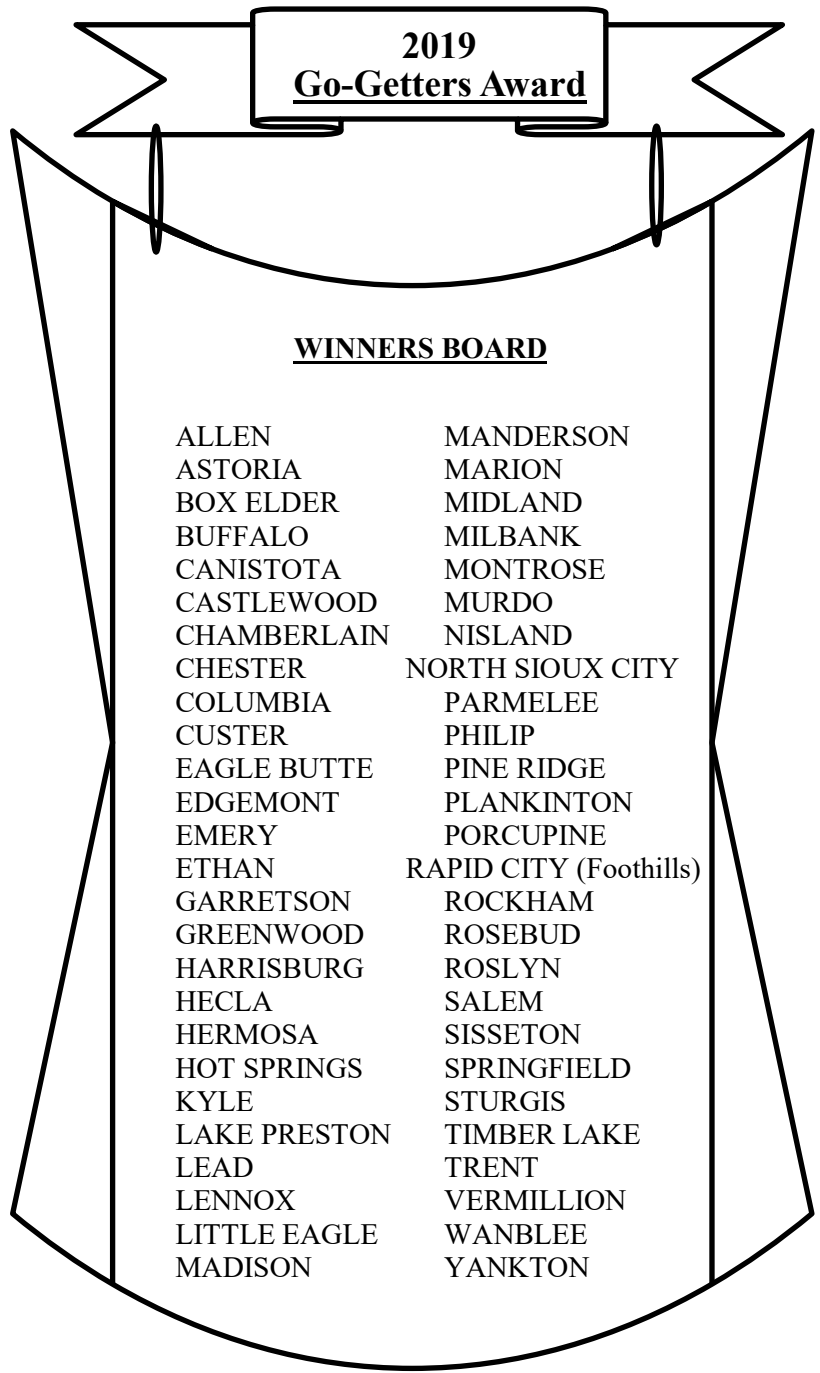 2019
Go-Getters Award
WINNERS BOARD
ALLEN MANDERSON
ASTORIA MARION
BOX ELDER MIDLAND
BUFFALO MILBANK
CANISTOTA MONTROSE
CASTLEWOOD MURDO
CHAMBERLAIN NISLAND
CHESTER NORTH SIOUX CITY
COLUMBIA PARMELEE
CUSTER PHILIP
EAGLE BUTTE PINE RIDGE
EDGEMONT PLANKINTON
EMERY PORCUPINE
ETHAN RAPID CITY (Foothills)
GARRETSON ROCKHAM
GREENWOOD ROSEBUD
HARRISBURG ROSLYN
HECLA SALEM
HERMOSA SISSETON
HOT SPRINGS SPRINGFIELD
KYLE STURGIS
LAKE PRESTON TIMBER LAKE
LEAD TRENT
LENNOX VERMILLION
LITTLE EAGLE WANBLEE
MADISON YANKTON